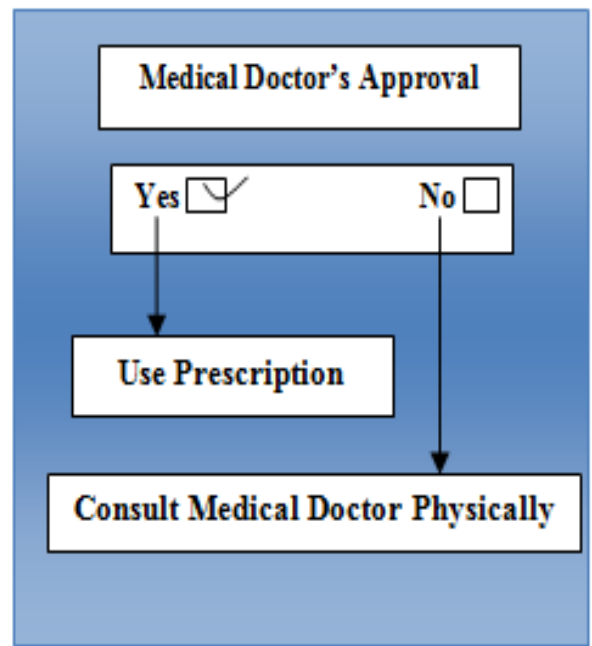 Medical Doctor's Approval
Yes No
Use Prescription
Consult Medical Doctor Physically